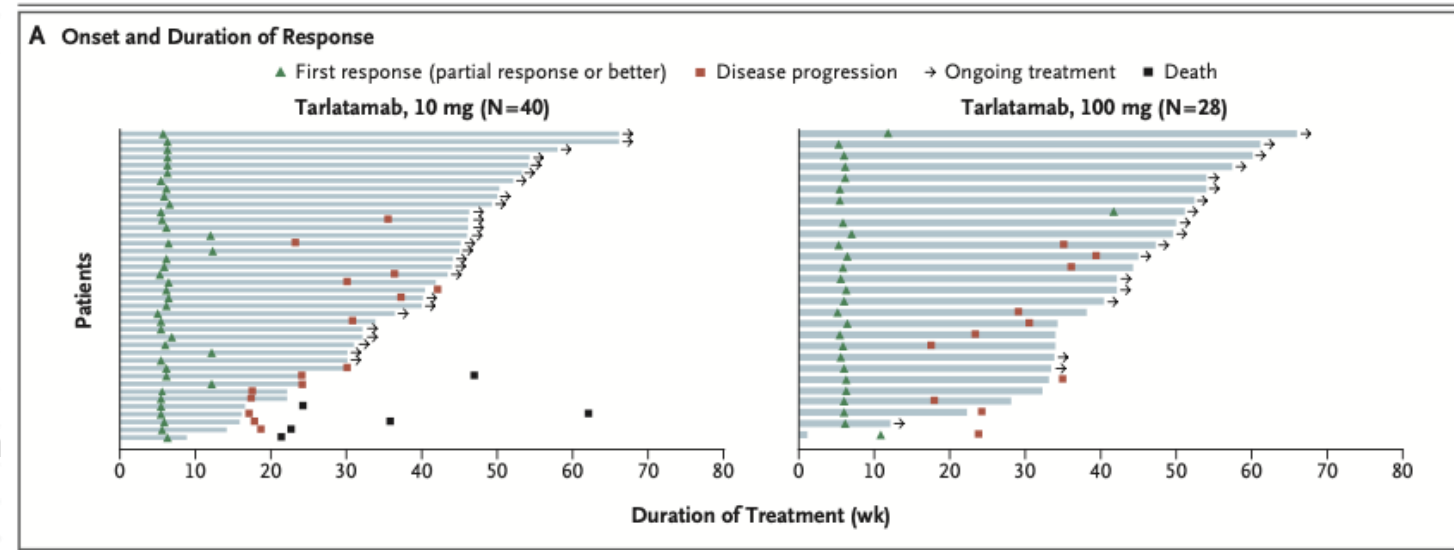 A Onset and Duration of Response
First response (partial response or better) Disease progression Ongoing treatment Death
Tarlatamab, 10 mg (N=40)
Tarlatamab, 100 mg (N=28)
Patients
0 10 20 30 40 50 60 70 80
0 10 20 30 40 50 60 70 80
Duration of Treatment (wk)